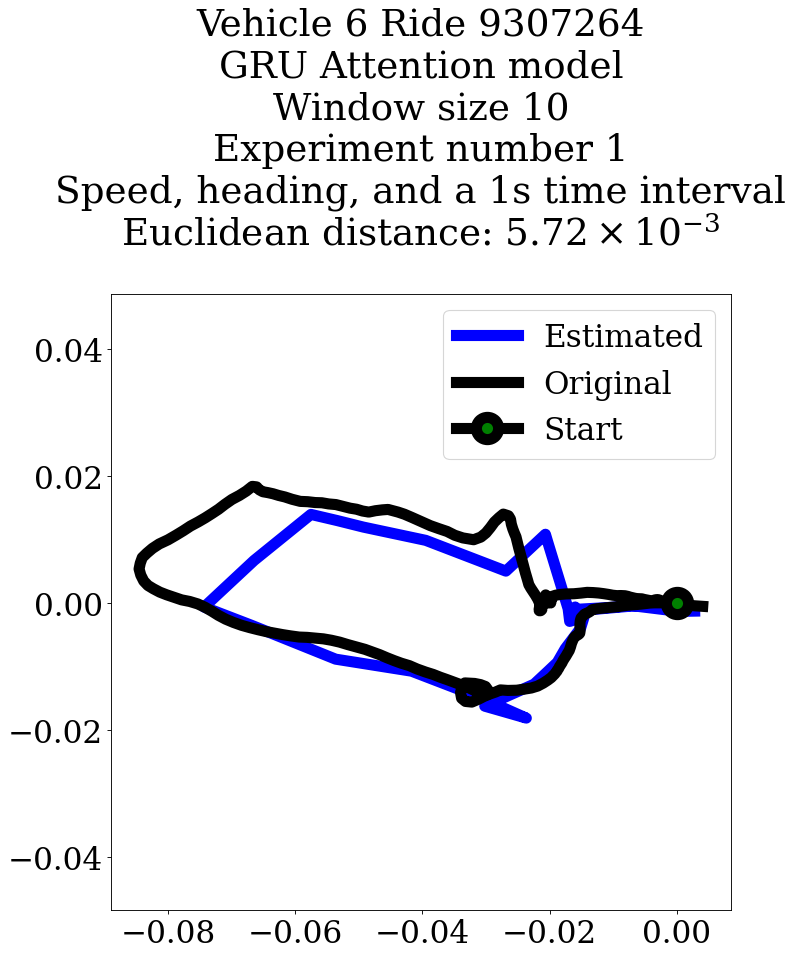 Vehicle 6 Ride 9307264
GRU Attention model
Window size 10
Experiment number 1
Speed, heading, and a 1s time interval
Euclidean distance: 5.72 × 10⁻³
Estimated
Original
Start
0.04
0.02
0.00
−0.02
−0.04
−0.08 −0.06 −0.04 −0.02 0.00